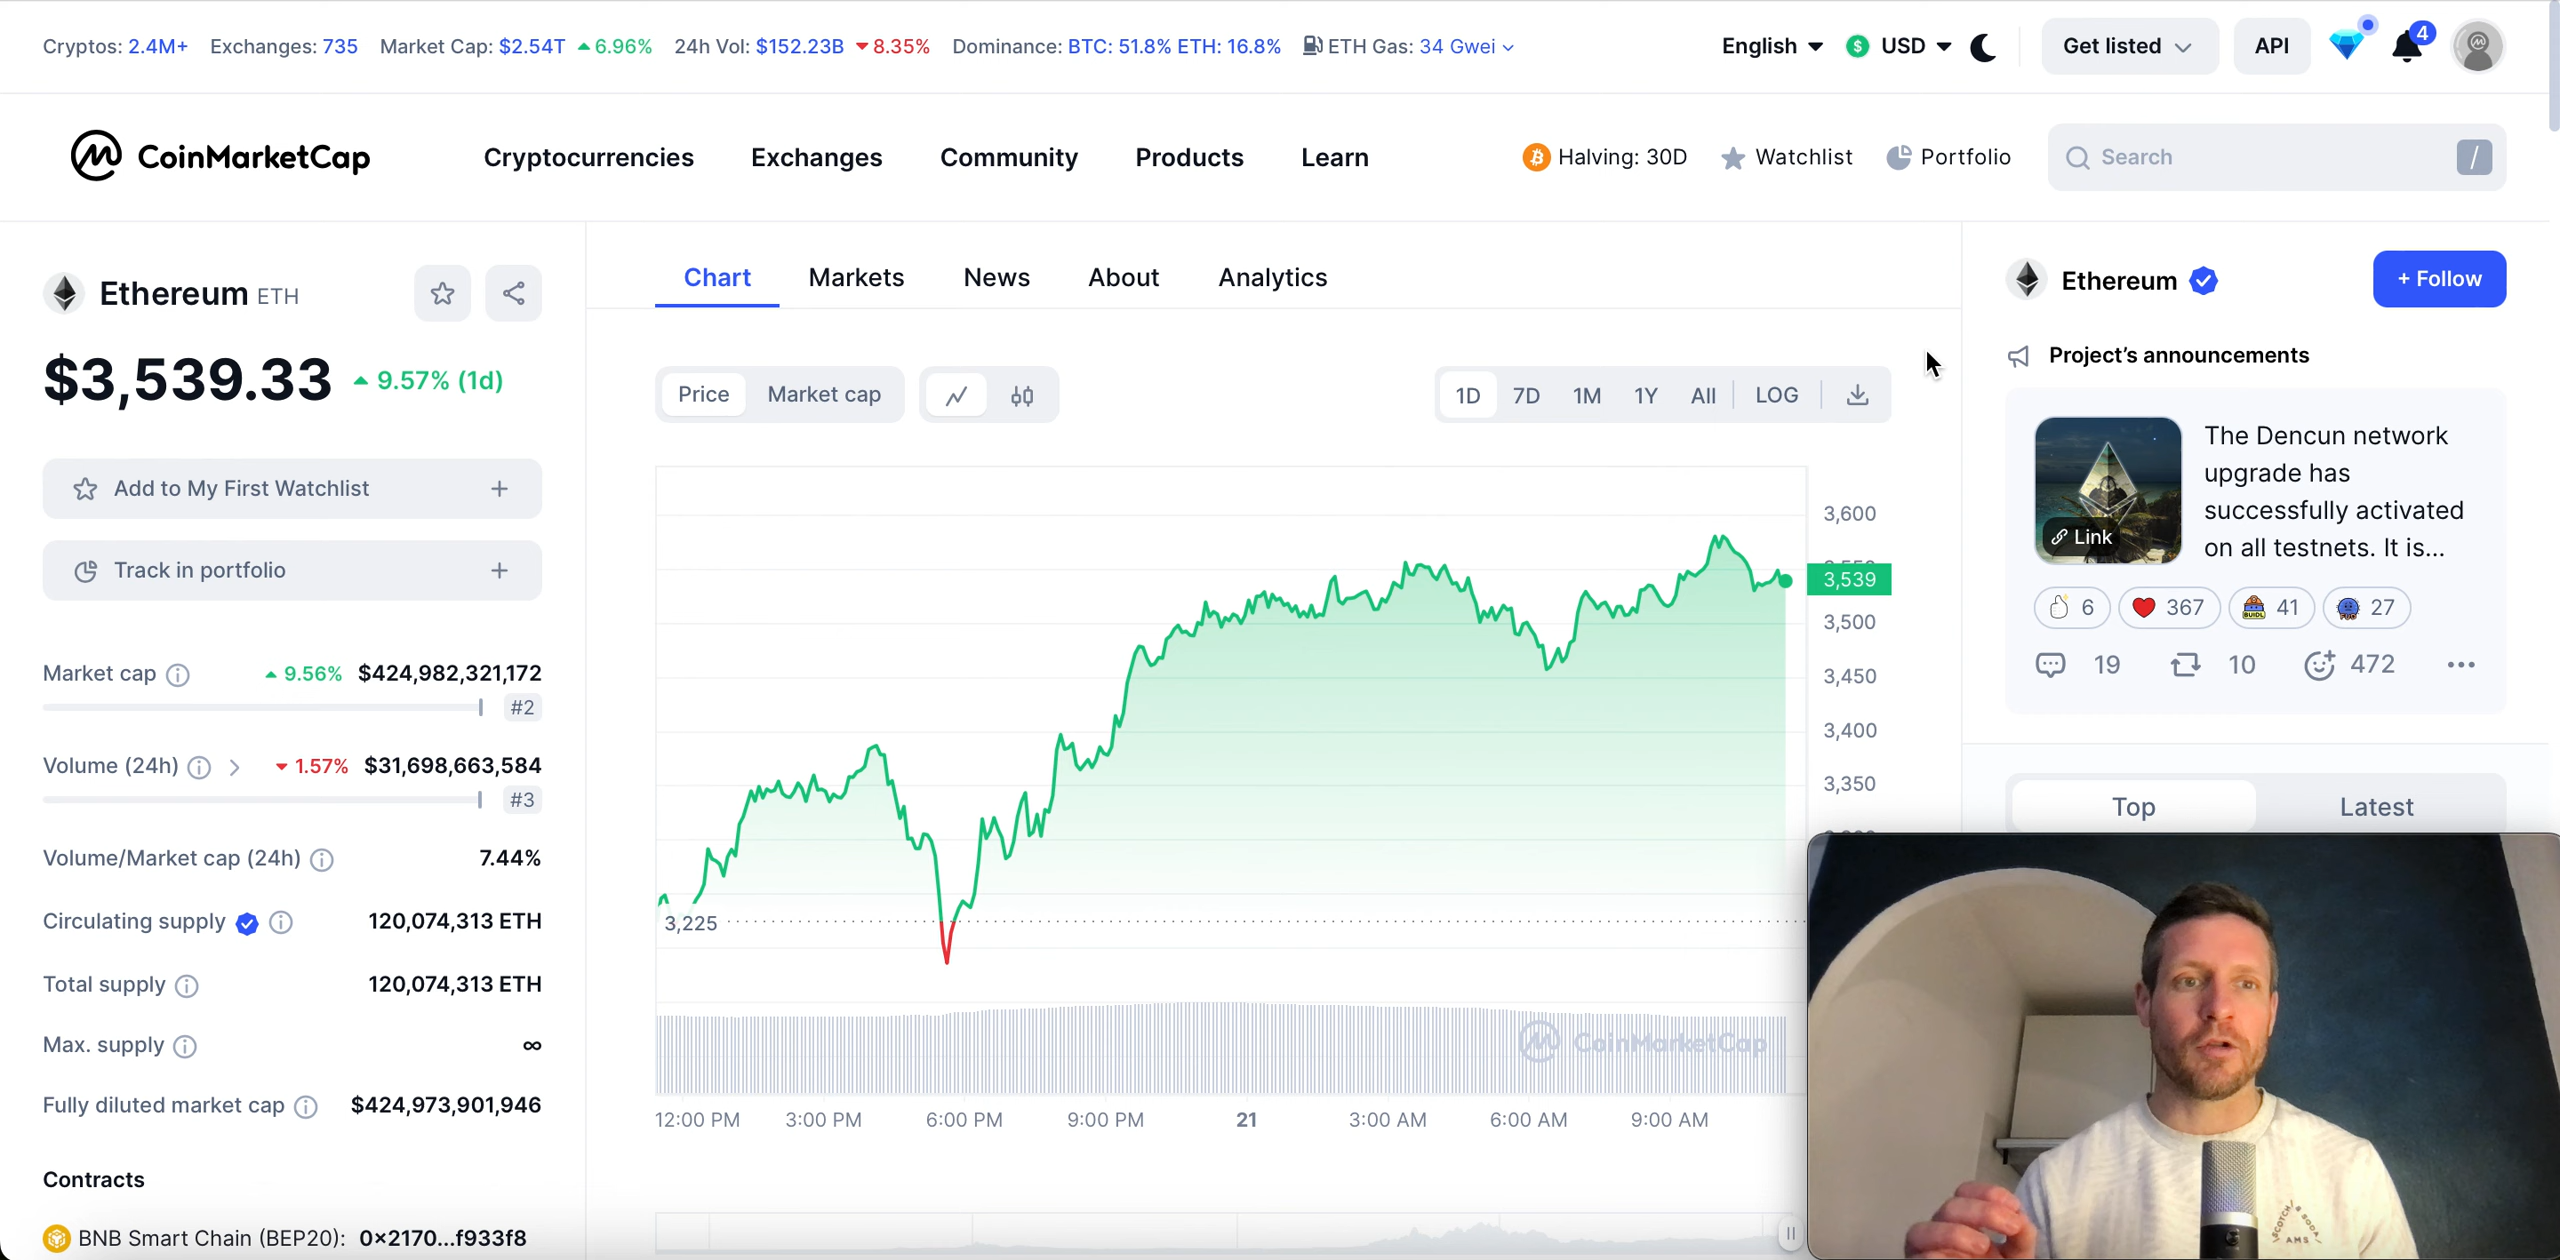 Cryptos: 2.4M+ Exchanges: 735 Market Cap: $2.54T 6.96% 24h Vol: $152.23B 8.35% Dominance: BTC: 51.8% ETH: 16.8% ETH Gas: 34 Gwei
English $ USD Get listed API 4
CoinMarketCap Cryptocurrencies Exchanges Community Products Learn Halving: 30D Watchlist Portfolio Search /
Ethereum ETH
$3,539.33 9.57% (1d)
Add to My First Watchlist +
Track in portfolio +
Market cap 9.56% $424,982,321,172
#2
Volume (24h) 1.57% $31,698,663,584
#3
Volume/Market cap (24h) 7.44%
Circulating supply 120,074,313 ETH
Total supply 120,074,313 ETH
Max. supply ∞
Fully diluted market cap $424,973,901,946
Contracts
BNB Smart Chain (BEP20): 0x2170...f933f8
Chart Markets News About Analytics
Price Market cap 1D 7D 1M 1Y All LOG
3,600
3,539
3,500
3,450
3,400
3,350
3,225
CoinMarketCap
12:00 PM 3:00 PM 6:00 PM 9:00 PM 21 3:00 AM 6:00 AM 9:00 AM
Ethereum + Follow
Project’s announcements
The Dencun network
upgrade has
successfully activated
on all testnets. It is...
Link
6 367 BUIDL 41 27
19 10 472
Top Latest
AMS